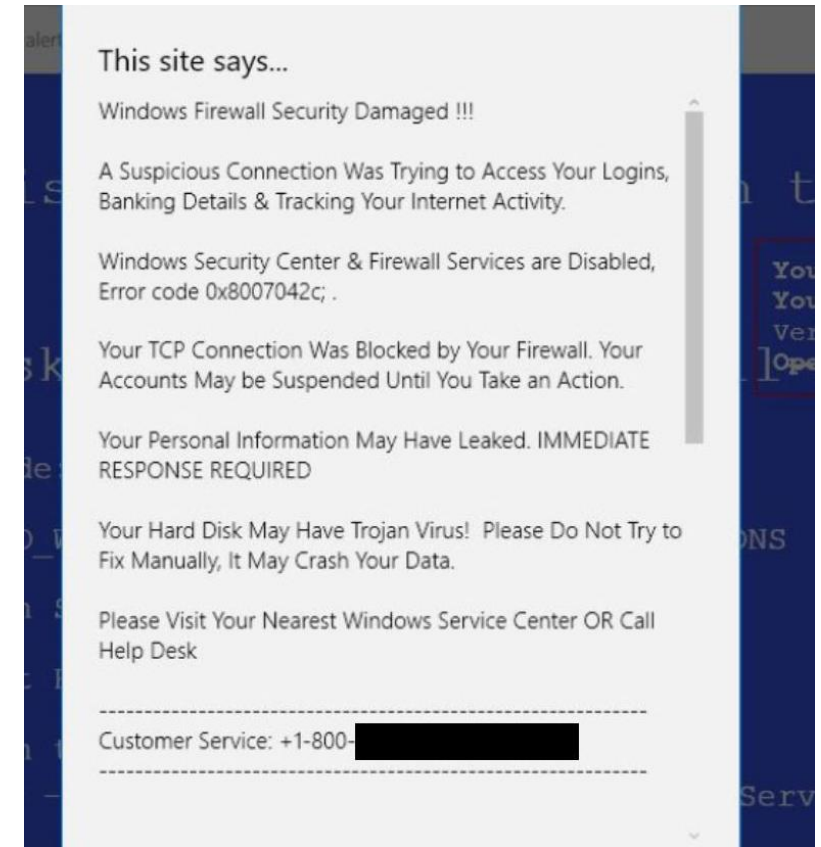 alert
This site says...
Windows Firewall Security Damaged !!!
A Suspicious Connection Was Trying to Access Your Logins,
Banking Details & Tracking Your Internet Activity.
Windows Security Center & Firewall Services are Disabled,
Error code 0x8007042c; .
Your TCP Connection Was Blocked by Your Firewall. Your
Accounts May be Suspended Until You Take an Action.
Your Personal Information May Have Leaked. IMMEDIATE
RESPONSE REQUIRED
Your Hard Disk May Have Trojan Virus!  Please Do Not Try to
Fix Manually, It May Crash Your Data.
Please Visit Your Nearest Windows Service Center OR Call
Help Desk
-------------------------------------------------------------
Customer Service: +1-800-
-------------------------------------------------------------